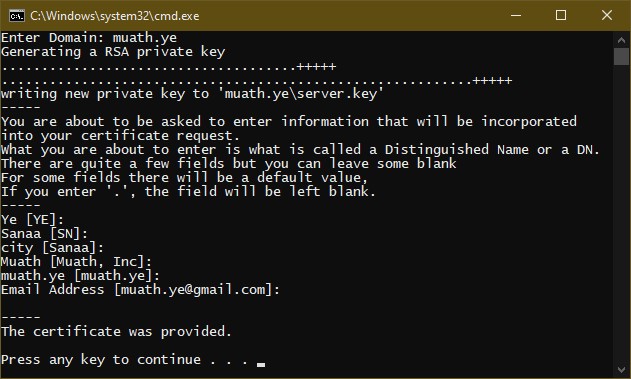 C:\Windows\system32\cmd.exe
Enter Domain: muath.ye
Generating a RSA private key
.....................................+++++
...........................................................+++++
writing new private key to 'muath.ye\server.key'
-----
You are about to be asked to enter information that will be incorporated
into your certificate request.
What you are about to enter is what is called a Distinguished Name or a DN.
There are quite a few fields but you can leave some blank
For some fields there will be a default value,
If you enter '.', the field will be left blank.
-----
Ye [YE]:
Sanaa [SN]:
city [Sanaa]:
Muath [Muath, Inc]:
muath.ye [muath.ye]:
Email Address [muath.ye@gmail.com]:
-----
The certificate was provided.
Press any key to continue . . .